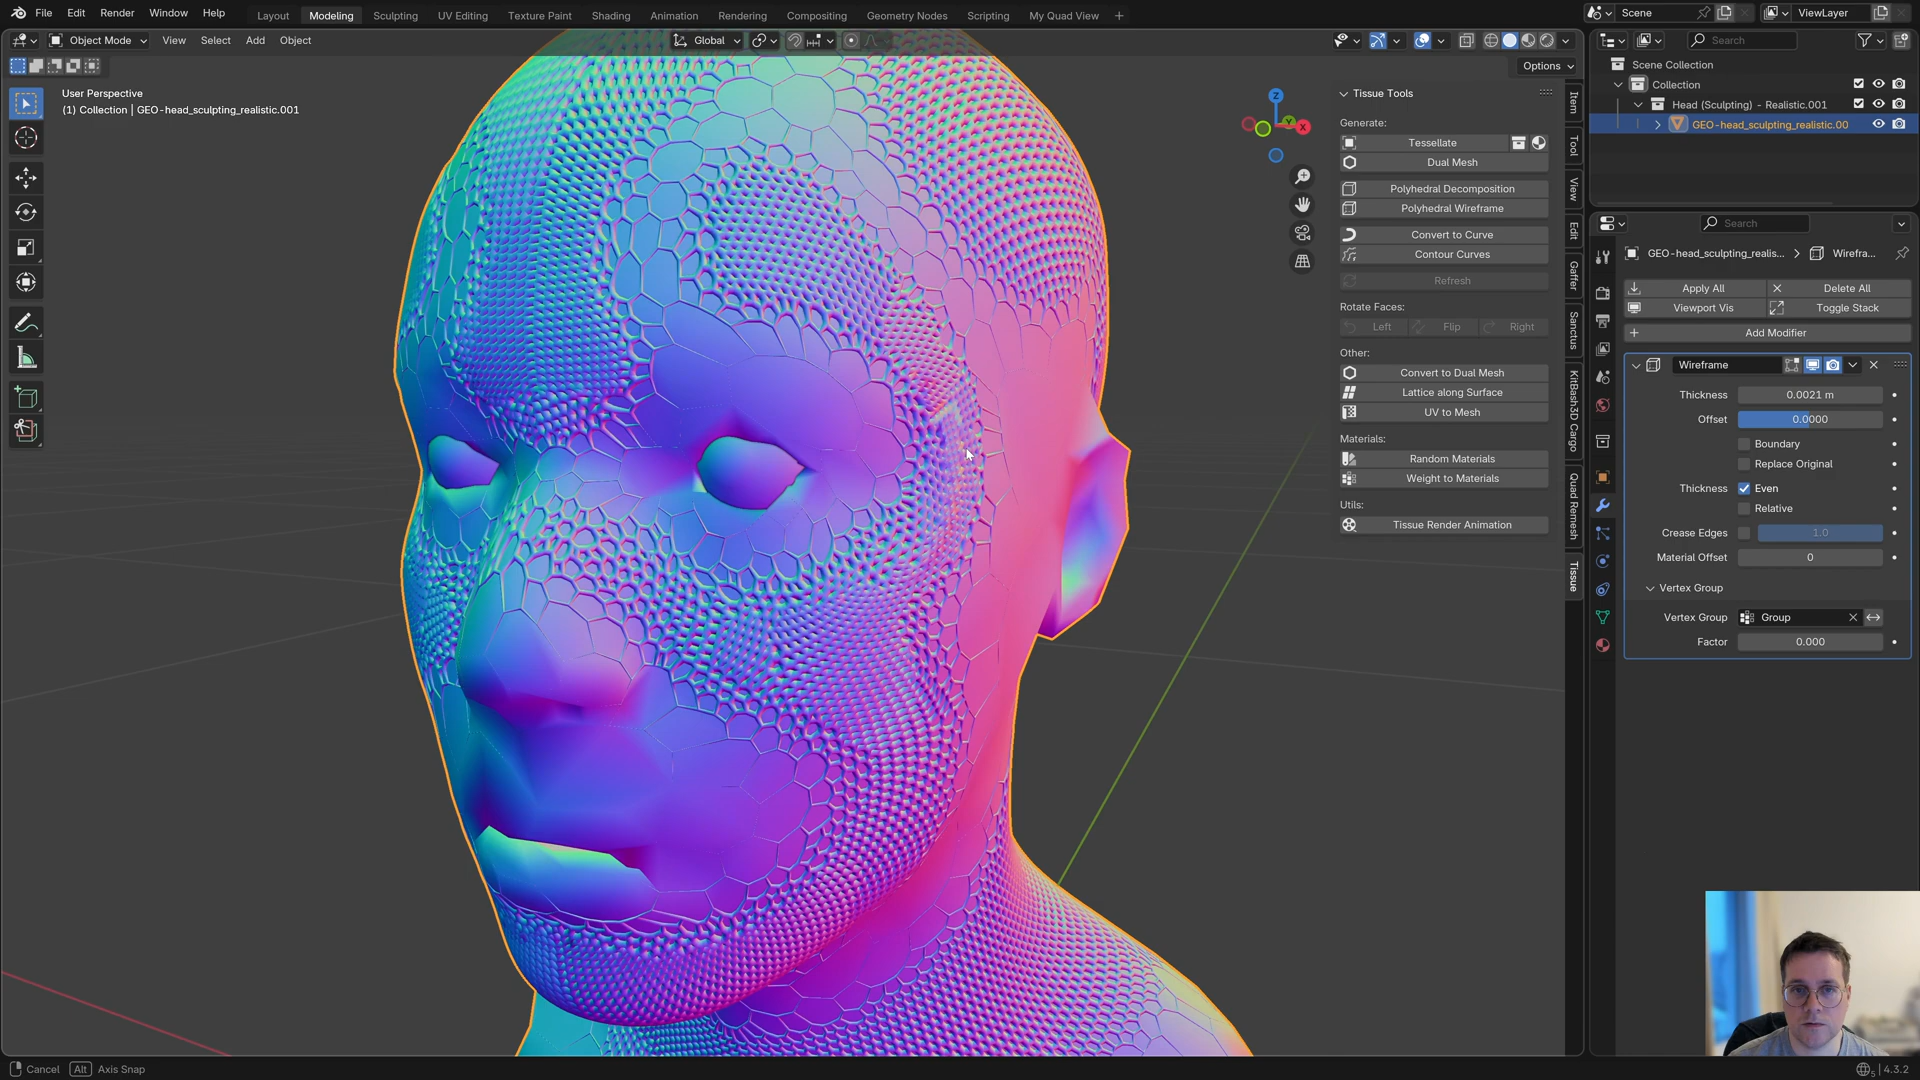 File Edit Render Window Help
Layout Modeling Sculpting UV Editing Texture Paint Shading Animation Rendering Compositing Geometry Nodes Scripting My Quad View +
Scene
ViewLayer
Object Mode View Select Add Object
Global
Options
User Perspective
(1) Collection | GEO-head_sculpting_realistic.001
Z
Y
X
Tissue Tools
Generate:
Tessellate
Dual Mesh
Polyhedral Decomposition
Polyhedral Wireframe
Convert to Curve
Contour Curves
Refresh
Rotate Faces:
Left Flip Right
Other:
Convert to Dual Mesh
Lattice along Surface
UV to Mesh
Materials:
Random Materials
Weight to Materials
Utils:
Tissue Render Animation
Item
Tool
View
Edit
Gaffer
Sanctus
KitBash3D Cargo
Quad Remesh
Tissue
Search
Scene Collection
Collection
Head (Sculpting) - Realistic.001
GEO-head_sculpting_realistic.00
Search
GEO-head_sculpting_realis... Wirefra...
Apply All Delete All
Viewport Vis Toggle Stack
Add Modifier
Wireframe
Thickness 0.0021 m
Offset 0.0000
Boundary
Replace Original
Thickness Even
Relative
Crease Edges 1.0
Material Offset 0
Vertex Group
Vertex Group Group
Factor 0.000
Cancel Alt Axis Snap
4.3.2